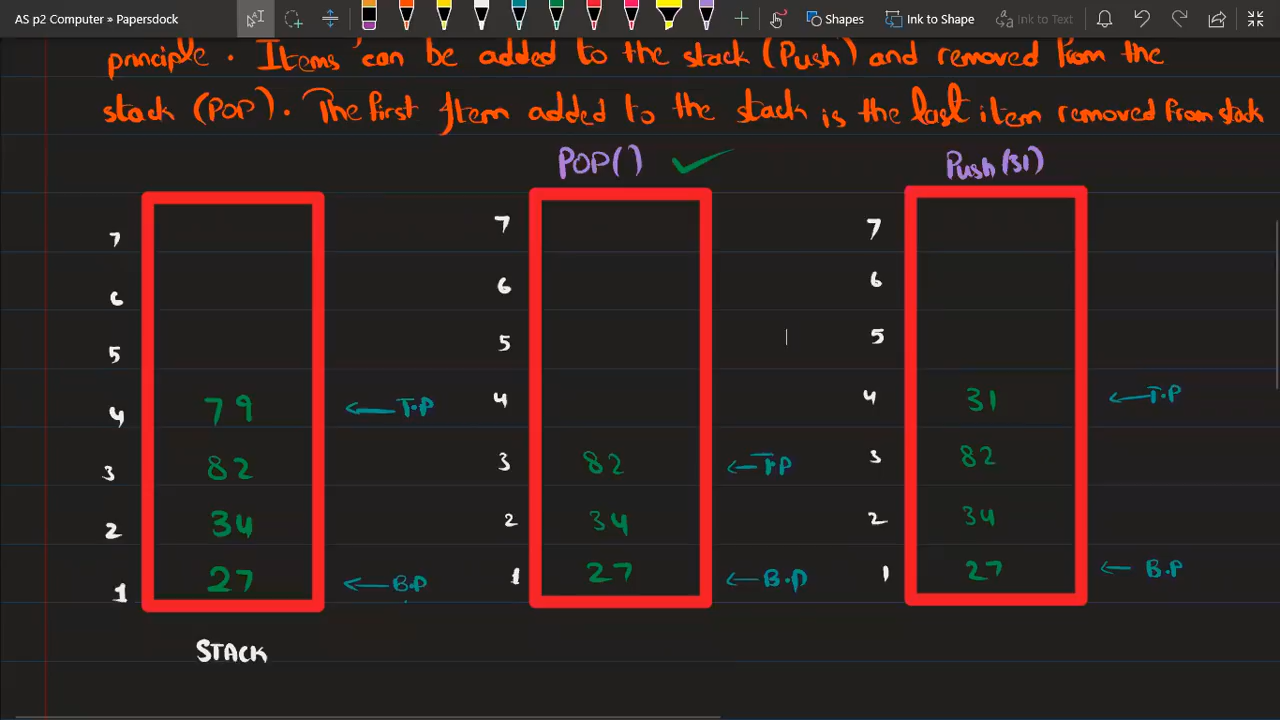 AS p2 Computer » Papersdock
Shapes
Ink to Shape
Ink to Text
principle. Items can be added to the stack (Push) and removed from the
stack (POP). The first Item added to the stack is the last item removed from stack
POP()
Push(31)
7
6
5
4 79 ← T.P
3 82
2 34
1 27 ← B.P
STACK
7
6
5
4
3 82 ← T.P
2 34
1 27 ← B.P
7
6
5
4 31 ← T.P
3 82
2 34
1 27 ← B.P